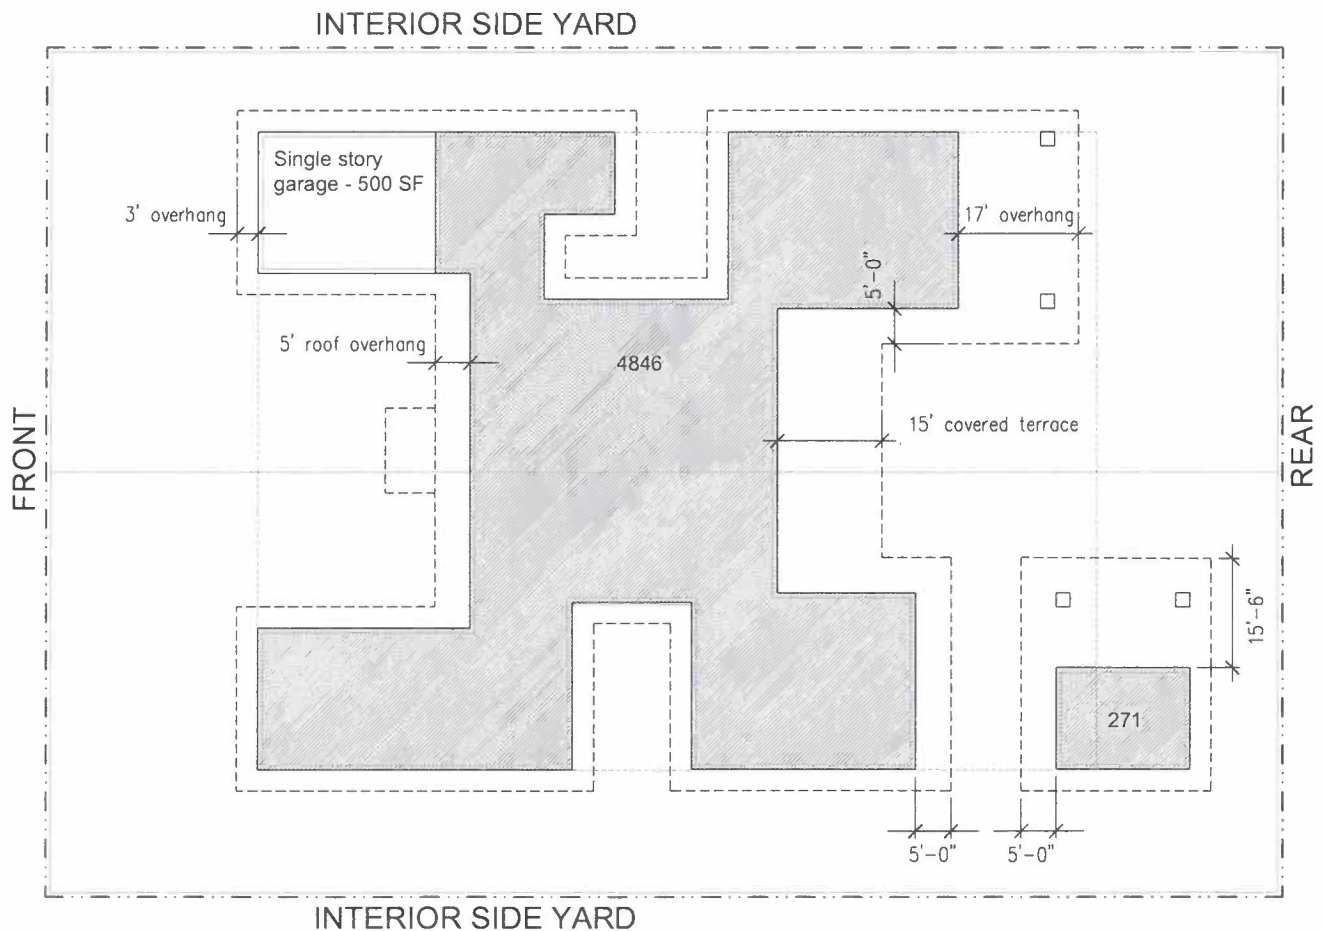 INTERIOR SIDE YARD
Single story
garage - 500 SF
3' overhang
17' overhang
5'-0"
5' roof overhang
4846
15' covered terrace
FRONT
REAR
15'-6"
271
5'-0"
5'-0"
INTERIOR SIDE YARD